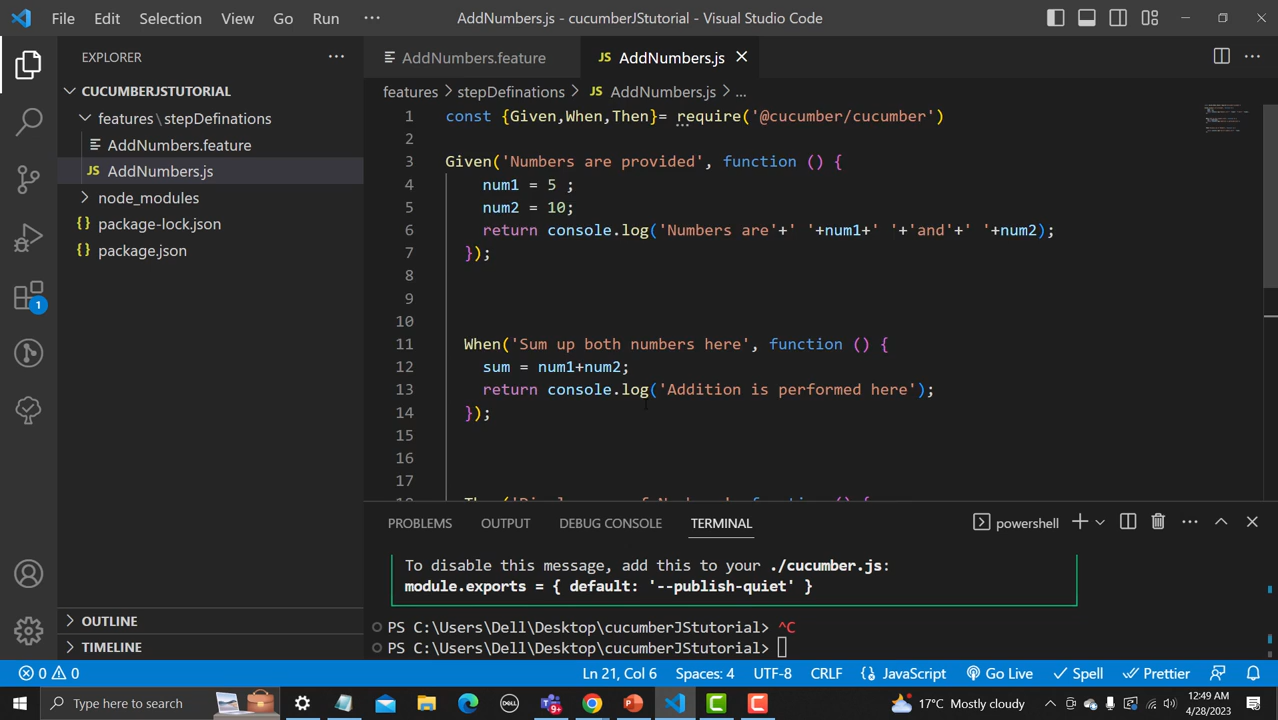 File Edit Selection View Go Run ··· AddNumbers.js - cucumberJStutorial - Visual Studio Code
EXPLORER ···
CUCUMBERJSTUTORIAL
features\stepDefinations
AddNumbers.feature
JS AddNumbers.js
node_modules
{} package-lock.json
{} package.json
OUTLINE
TIMELINE
1
AddNumbers.feature JS AddNumbers.js
features > stepDefinations > JS AddNumbers.js > ...
1 const {Given,When,Then}= require('@cucumber/cucumber')
2
3 Given('Numbers are provided', function () {
4 num1 = 5 ;
5 num2 = 10;
6 return console.log('Numbers are'+' '+num1+' '+'and'+' '+num2);
7 });
8
9
10
11 When('Sum up both numbers here', function () {
12 sum = num1+num2;
13 return console.log('Addition is performed here');
14 });
15
16
17
PROBLEMS OUTPUT DEBUG CONSOLE TERMINAL powershell
To disable this message, add this to your ./cucumber.js:
module.exports = { default: '--publish-quiet' }
PS C:\Users\Dell\Desktop\cucumberJStutorial> ^C
PS C:\Users\Dell\Desktop\cucumberJStutorial>
0 0 Ln 21, Col 6 Spaces: 4 UTF-8 CRLF {} JavaScript Go Live Spell Prettier
Type here to search 17°C Mostly cloudy 12:49 AM
4/28/2023